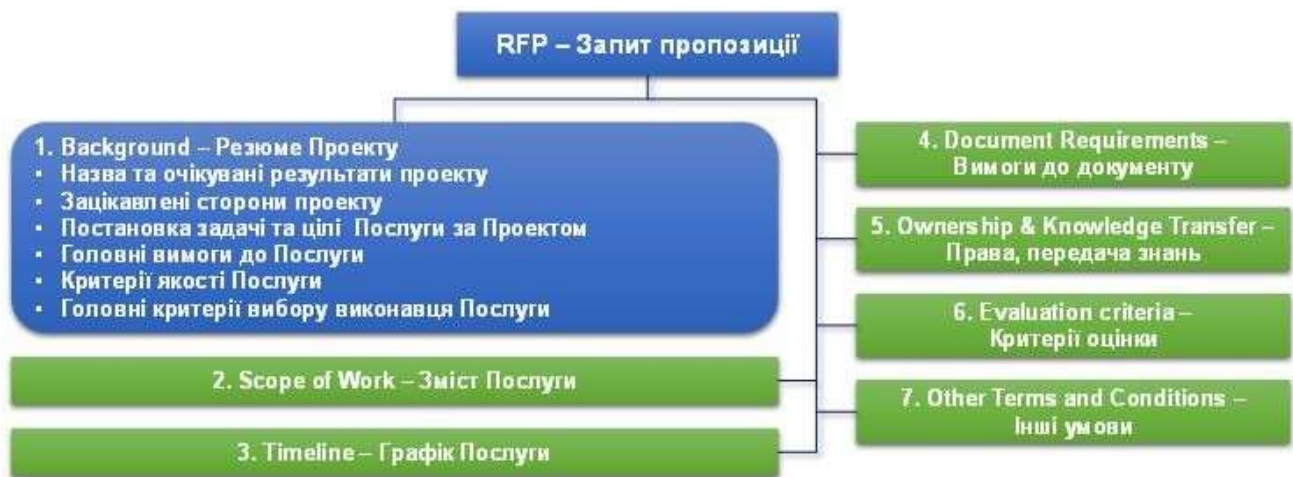 RFP – Запит пропозиції
1. Background – Резюме Проекту
• Назва та очікувані результати проекту
• Зацікавлені сторони проекту
• Постановка задачі та цілі Послуги за Проектом
• Головні вимоги до Послуги
• Критерії якості Послуги
• Головні критерії вибору виконавця Послуги
2. Scope of Work – Зміст Послуги
3. Timeline – Графік Послуги
4. Document Requirements –
Вимоги до документу
5. Ownership & Knowledge Transfer –
Права, передача знань
6. Evaluation criteria –
Критерії оцінки
7. Other Terms and Conditions –
Інші умови